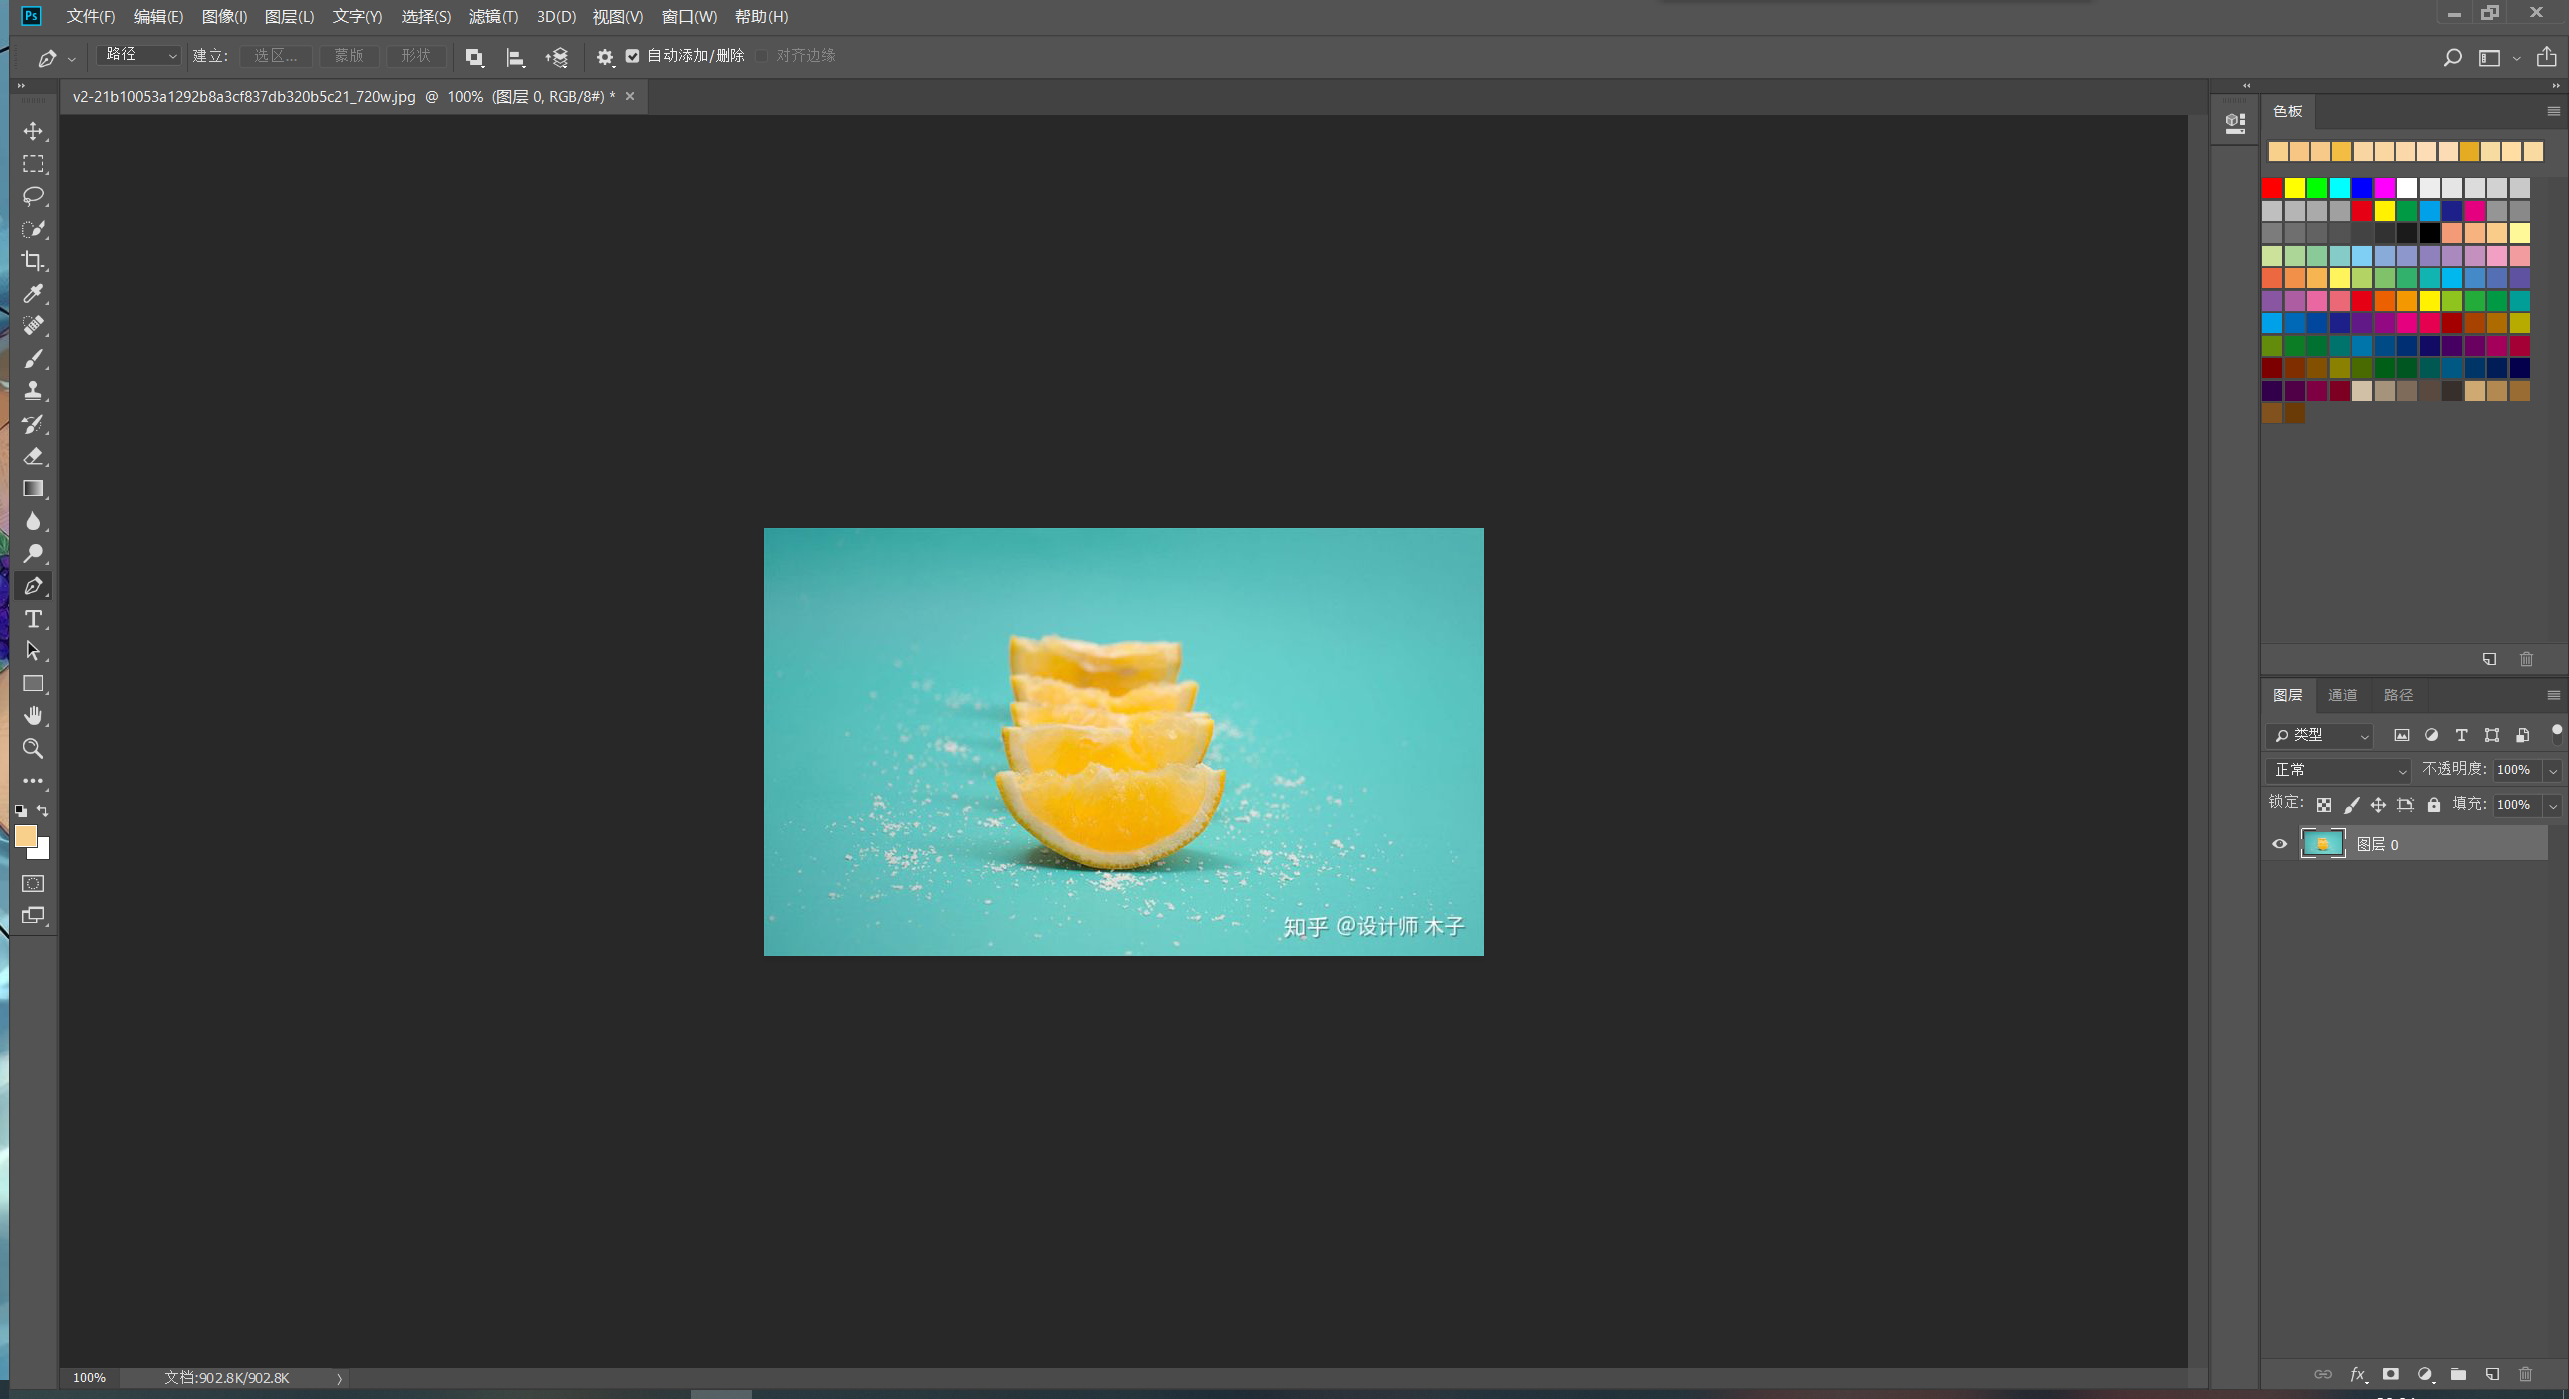 Ps 文件(F) 编辑(E) 图像(I) 图层(L) 文字(Y) 选择(S) 滤镜(T) 3D(D) 视图(V) 窗口(W) 帮助(H)
路径 建立: 选区... 蒙版 形状 自动添加/删除 对齐边缘
v2-21b10053a1292b8a3cf837db320b5c21_720w.jpg @ 100% (图层 0, RGB/8#) *
色板
知乎 @设计师 木子
图层 通道 路径
类型
正常 不透明度: 100%
锁定: 填充: 100%
图层 0
fx
100% 文档:902.8K/902.8K